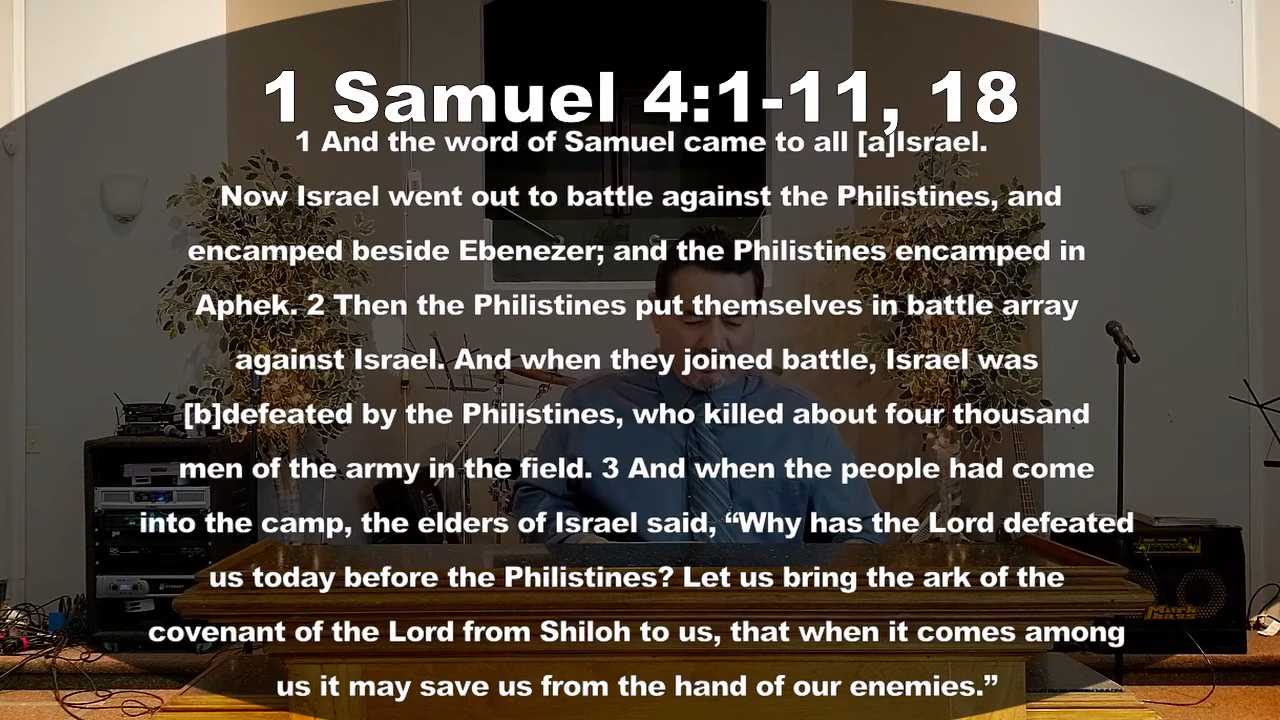 1 Samuel 4:1-11, 18
1 And the word of Samuel came to all [a]Israel.
Now Israel went out to battle against the Philistines, and
encamped beside Ebenezer; and the Philistines encamped in
Aphek. 2 Then the Philistines put themselves in battle array
against Israel. And when they joined battle, Israel was
[b]defeated by the Philistines, who killed about four thousand
men of the army in the field. 3 And when the people had come
into the camp, the elders of Israel said, “Why has the Lord defeated
us today before the Philistines? Let us bring the ark of the
covenant of the Lord from Shiloh to us, that when it comes among
us it may save us from the hand of our enemies.”